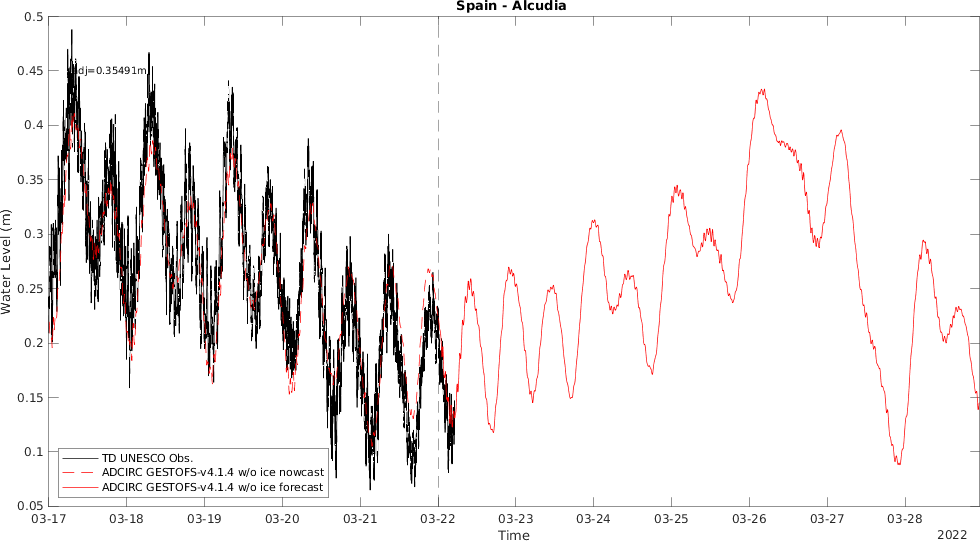 Spain - Alcudia
0.5
0.45
0.4
0.35
0.3
0.25
0.2
0.15
0.1
0.05
Water Level (m)
dj=0.35491m
TD UNESCO Obs.
ADCIRC GESTOFS-v4.1.4 w/o ice nowcast
ADCIRC GESTOFS-v4.1.4 w/o ice forecast
03-17 03-18 03-19 03-20 03-21 03-22 03-23 03-24 03-25 03-26 03-27 03-28
Time
2022